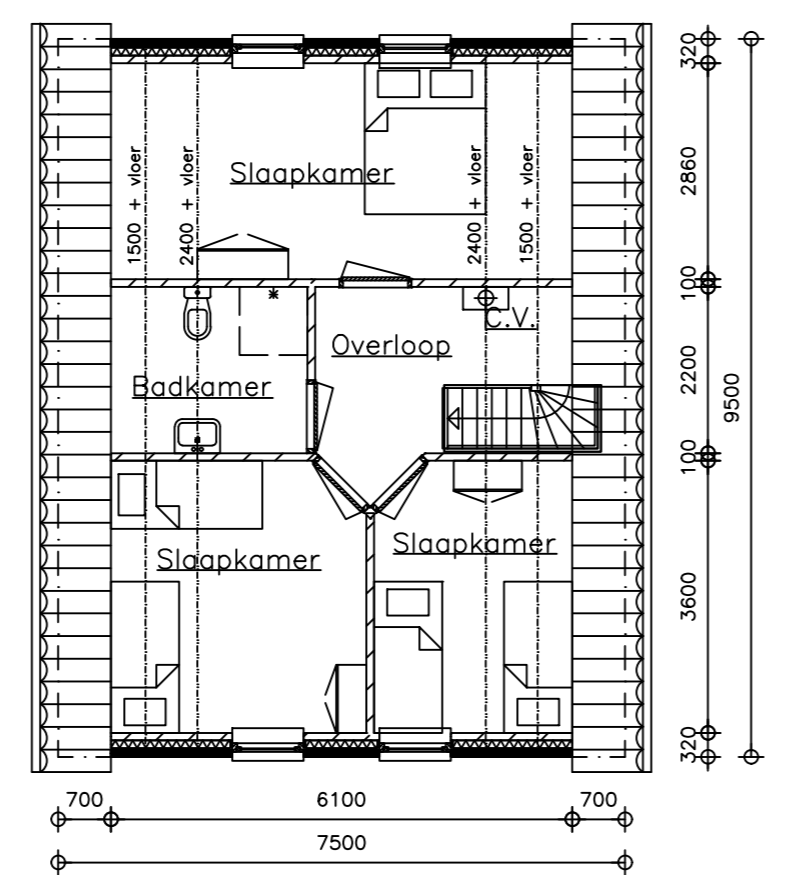 320
1500 + vloer
2400 + vloer
Slaapkamer
2400 + vloer
1500 + vloer
2860
100
C.V.
Overloop
Badkamer
2200
9500
100
Slaapkamer
Slaapkamer
3600
320
700
6100
700
7500